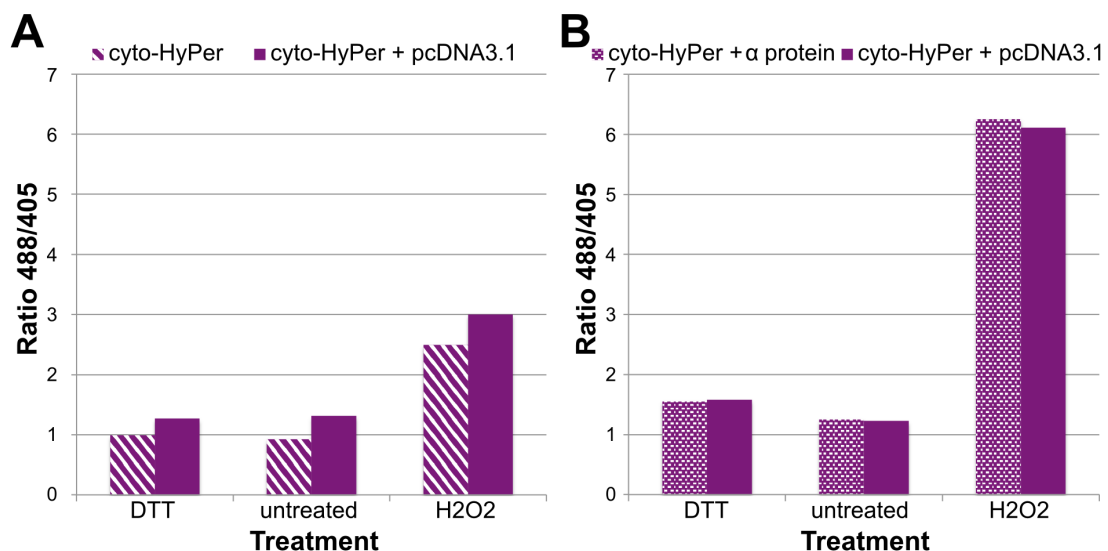 A
cyto-HyPer cyto-HyPer + pcDNA3.1
7
6
5
4
3
2
1
0
Ratio 488/405
DTT untreated H2O2
Treatment
B
cyto-HyPer +α protein cyto-HyPer + pcDNA3.1
7
6
5
4
3
2
1
0
Ratio 488/405
DTT untreated H2O2
Treatment